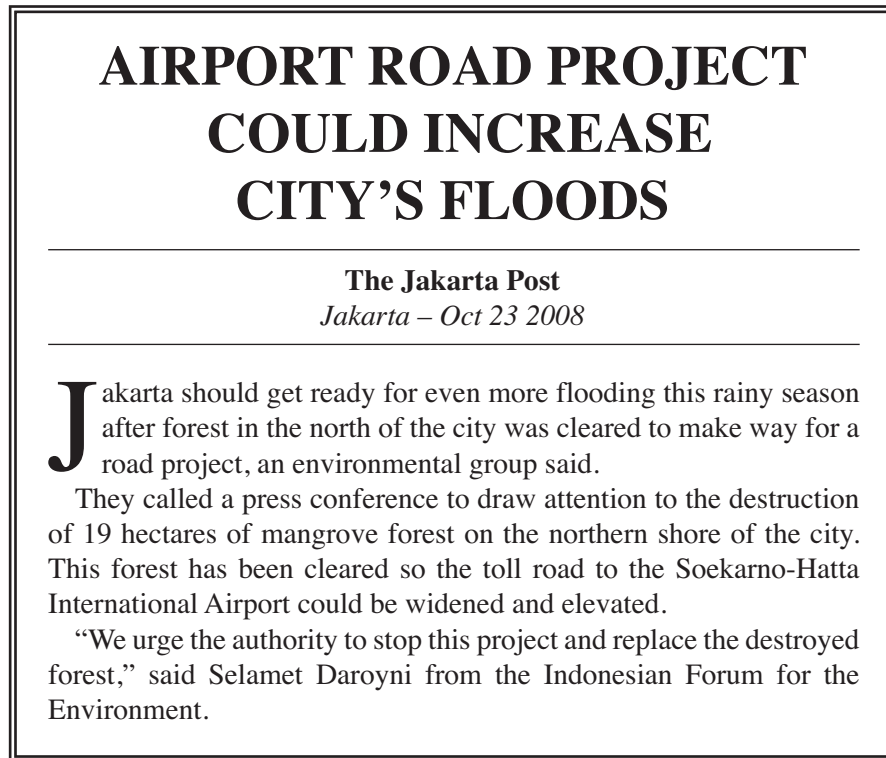 AIRPORT ROAD PROJECT
COULD INCREASE
CITY’S FLOODS
The Jakarta Post
Jakarta – Oct 23 2008
Jakarta should get ready for even more flooding this rainy season
after forest in the north of the city was cleared to make way for a
road project, an environmental group said.
They called a press conference to draw attention to the destruction
of 19 hectares of mangrove forest on the northern shore of the city.
This forest has been cleared so the toll road to the Soekarno-Hatta
International Airport could be widened and elevated.
“We urge the authority to stop this project and replace the destroyed
forest,” said Selamet Daroyni from the Indonesian Forum for the
Environment.